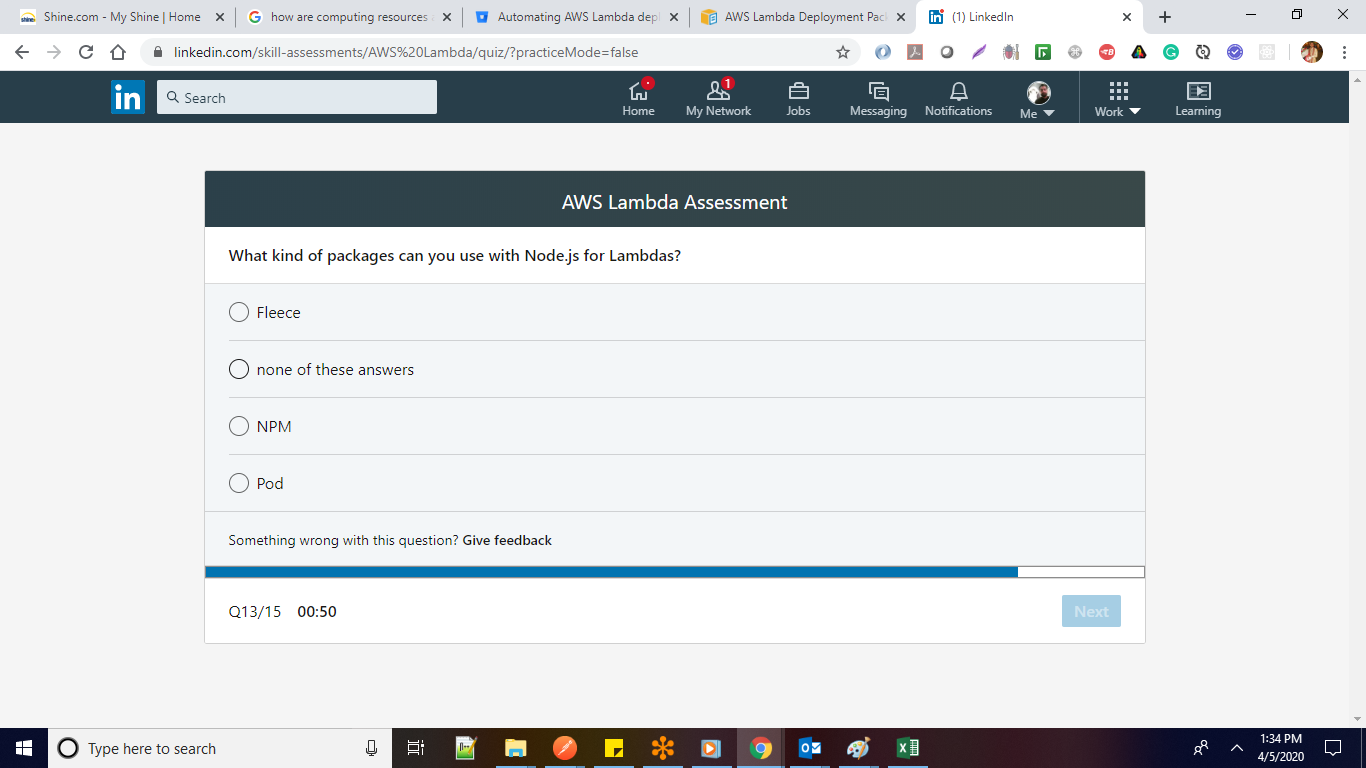 Shine.com - My Shine | Home
how are computing resources
Automating AWS Lambda dep
AWS Lambda Deployment Pac
(1) LinkedIn
linkedin.com/skill-assessments/AWS%20Lambda/quiz/?practiceMode=false
in
Search
Home
1
My Network
Jobs
Messaging
Notifications
Me
Work
Learning
AWS Lambda Assessment
What kind of packages can you use with Node.js for Lambdas?
Fleece
none of these answers
NPM
Pod
Something wrong with this question? Give feedback
Q13/15 00:50
Next
Type here to search
1:34 PM
4/5/2020